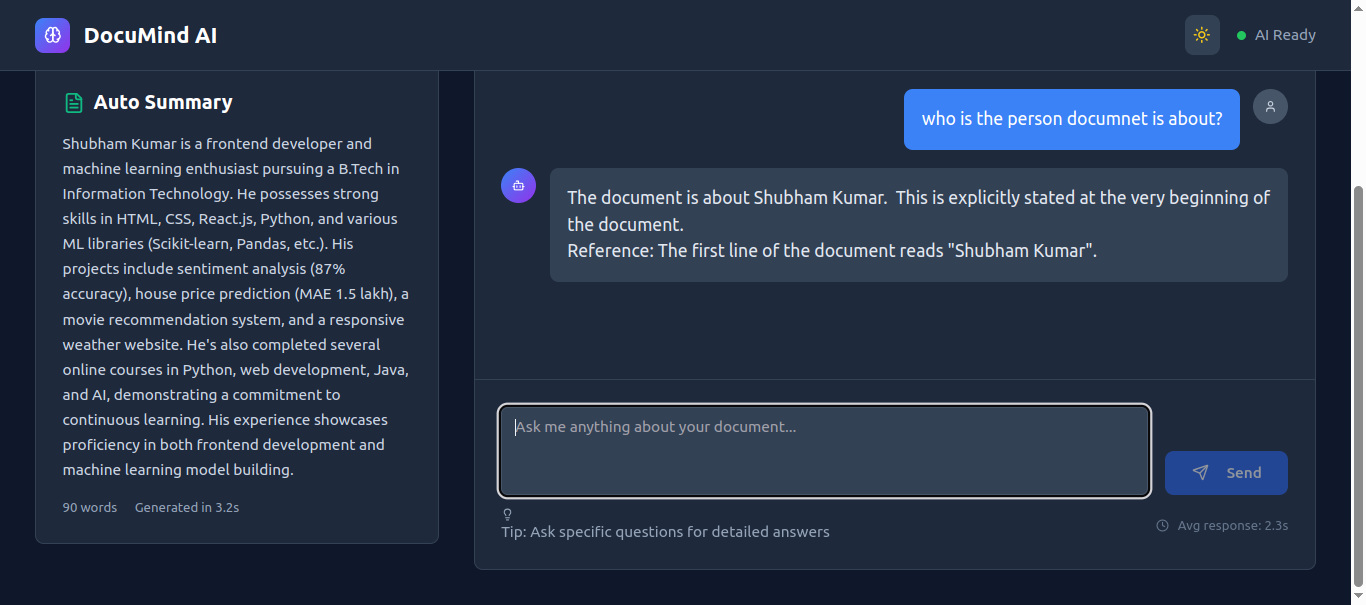 DocuMind AI
AI Ready
Auto Summary
Shubham Kumar is a frontend developer and
machine learning enthusiast pursuing a B.Tech in
Information Technology. He possesses strong
skills in HTML, CSS, React.js, Python, and various
ML libraries (Scikit-learn, Pandas, etc.). His
projects include sentiment analysis (87%
accuracy), house price prediction (MAE 1.5 lakh), a
movie recommendation system, and a responsive
weather website. He's also completed several
online courses in Python, web development, Java,
and AI, demonstrating a commitment to
continuous learning. His experience showcases
proficiency in both frontend development and
machine learning model building.
90 words Generated in 3.2s
who is the person documnet is about?
The document is about Shubham Kumar. This is explicitly stated at the very beginning of
the document.
Reference: The first line of the document reads "Shubham Kumar".
Ask me anything about your document...
Send
Tip: Ask specific questions for detailed answers
Avg response: 2.3s